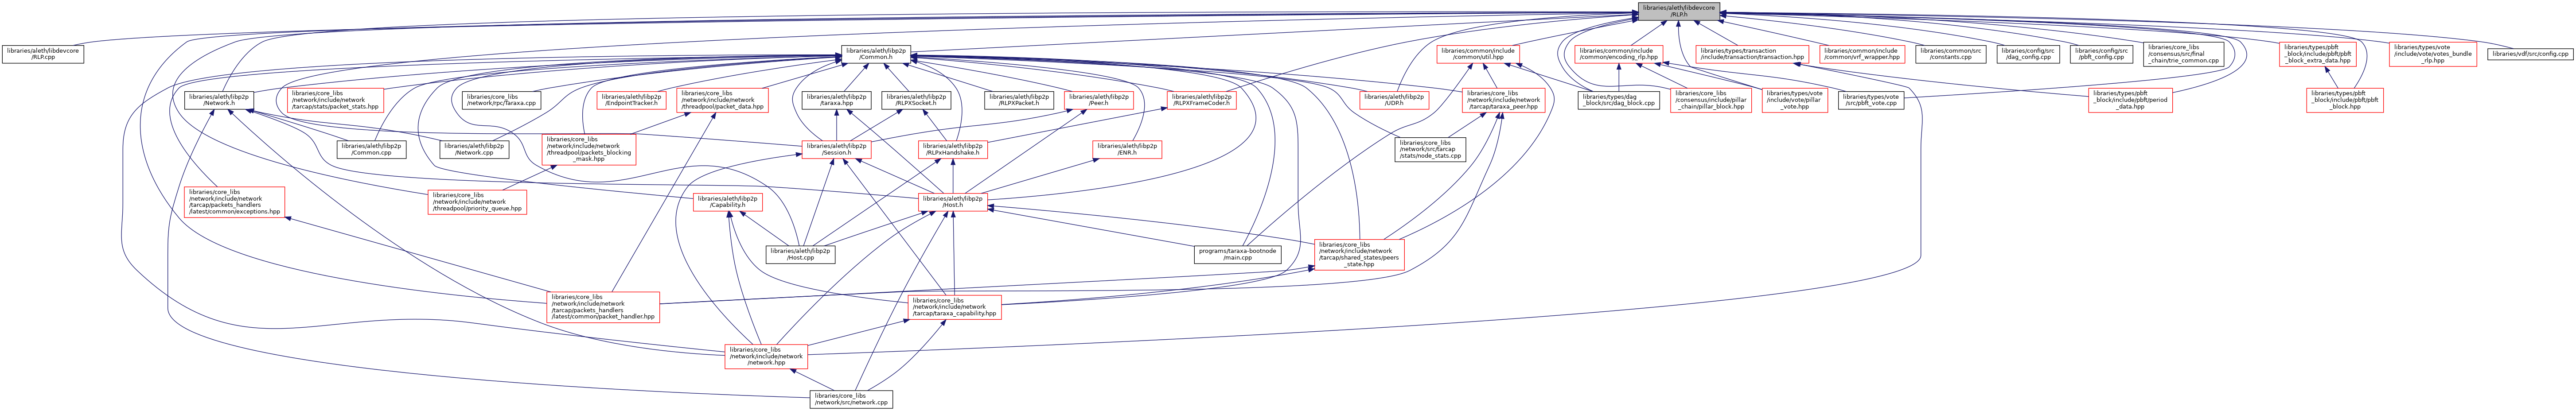 libraries/aleth/libdevcore
/RLP.h
libraries/aleth/libdevcore
/RLP.cpp
libraries/aleth/libp2p
/Common.h
libraries/common/include
/common/util.hpp
libraries/common/include
/common/encoding_rlp.hpp
libraries/types/transaction
/include/transaction/transaction.hpp
libraries/common/include
/common/vrf_wrapper.hpp
libraries/common/src
/constants.cpp
libraries/config/src
/dag_config.cpp
libraries/config/src
/pbft_config.cpp
libraries/core_libs
/consensus/src/final
_chain/trie_common.cpp
libraries/types/pbft
_block/include/pbft/pbft
_block_extra_data.hpp
libraries/types/vote
/include/vote/votes_bundle
_rlp.hpp
libraries/vdf/src/config.cpp
libraries/aleth/libp2p
/Network.h
libraries/core_libs
/network/include/network
/tarcap/stats/packet_stats.hpp
libraries/core_libs
/network/rpc/Taraxa.cpp
libraries/aleth/libp2p
/EndpointTracker.h
libraries/core_libs
/network/include/network
/threadpool/packet_data.hpp
libraries/aleth/libp2p
/taraxa.hpp
libraries/aleth/libp2p
/RLPXSocket.h
libraries/aleth/libp2p
/RLPXPacket.h
libraries/aleth/libp2p
/Peer.h
libraries/aleth/libp2p
/RLPXFrameCoder.h
libraries/aleth/libp2p
/UDP.h
libraries/core_libs
/network/include/network
/tarcap/taraxa_peer.hpp
libraries/types/dag
_block/src/dag_block.cpp
libraries/core_libs
/consensus/include/pillar
_chain/pillar_block.hpp
libraries/types/vote
/include/vote/pillar
_vote.hpp
libraries/types/vote
/src/pbft_vote.cpp
libraries/types/pbft
_block/include/pbft/period
_data.hpp
libraries/types/pbft
_block/include/pbft/pbft
_block.hpp
libraries/aleth/libp2p
/Common.cpp
libraries/aleth/libp2p
/Network.cpp
libraries/core_libs
/network/include/network
/threadpool/packets_blocking
_mask.hpp
libraries/aleth/libp2p
/Session.h
libraries/aleth/libp2p
/RLPxHandshake.h
libraries/aleth/libp2p
/ENR.h
libraries/core_libs
/network/src/tarcap
/stats/node_stats.cpp
libraries/core_libs
/network/include/network
/tarcap/packets_handlers
/latest/common/exceptions.hpp
libraries/core_libs
/network/include/network
/threadpool/priority_queue.hpp
libraries/aleth/libp2p
/Capability.h
libraries/aleth/libp2p
/Host.h
libraries/aleth/libp2p
/Host.cpp
programs/taraxa-bootnode
/main.cpp
libraries/core_libs
/network/include/network
/tarcap/shared_states/peers
_state.hpp
libraries/core_libs
/network/include/network
/tarcap/packets_handlers
/latest/common/packet_handler.hpp
libraries/core_libs
/network/include/network
/tarcap/taraxa_capability.hpp
libraries/core_libs
/network/include/network
/network.hpp
libraries/core_libs
/network/src/network.cpp